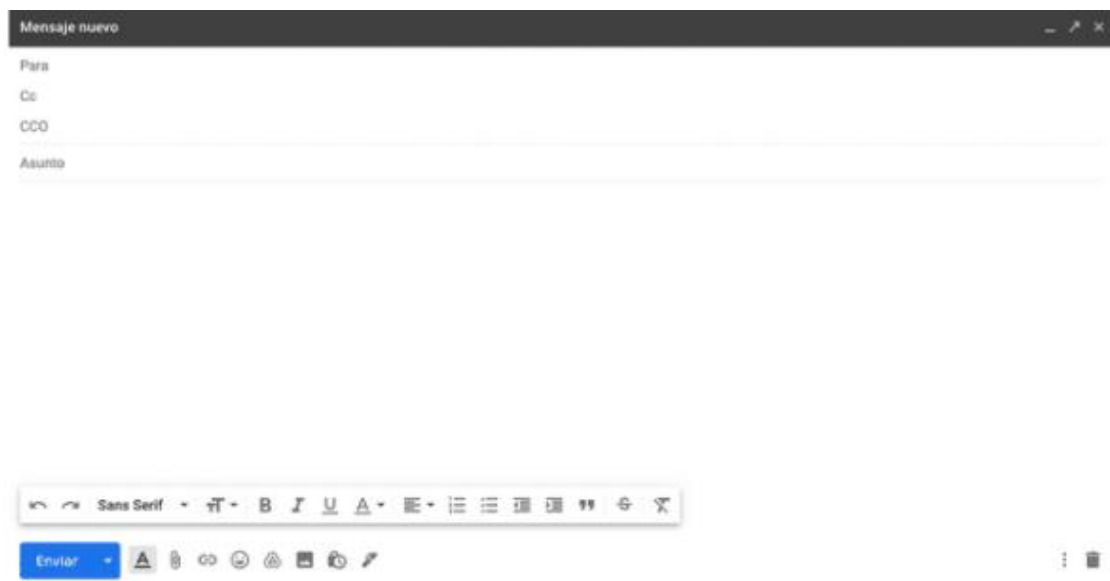 Mensaje nuevo
Para
Cc
CCO
Asunto
Sans Serif
Enviar